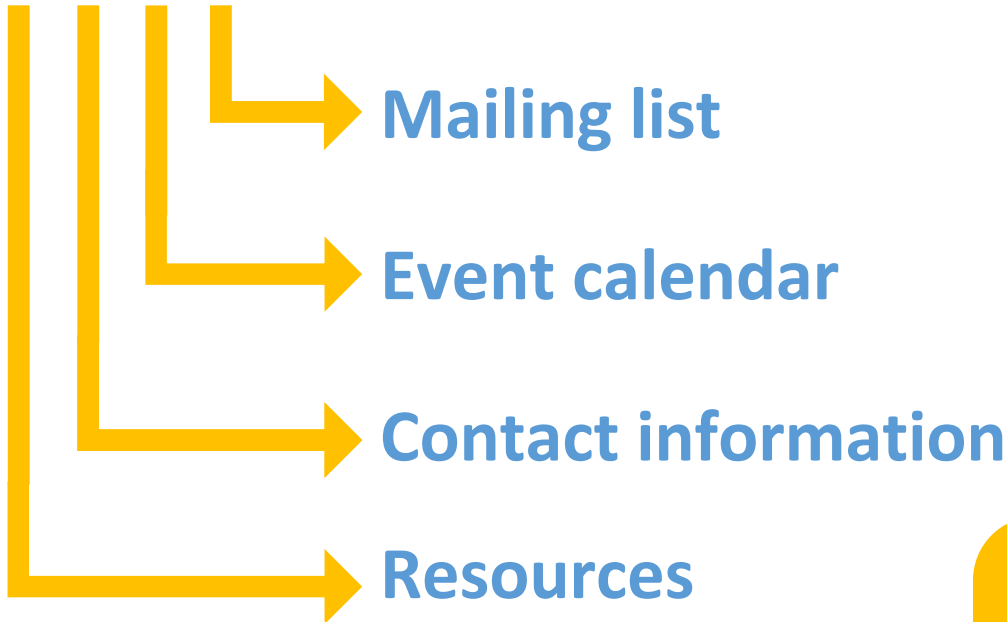 Mailing list
Event calendar
Contact information
Resources